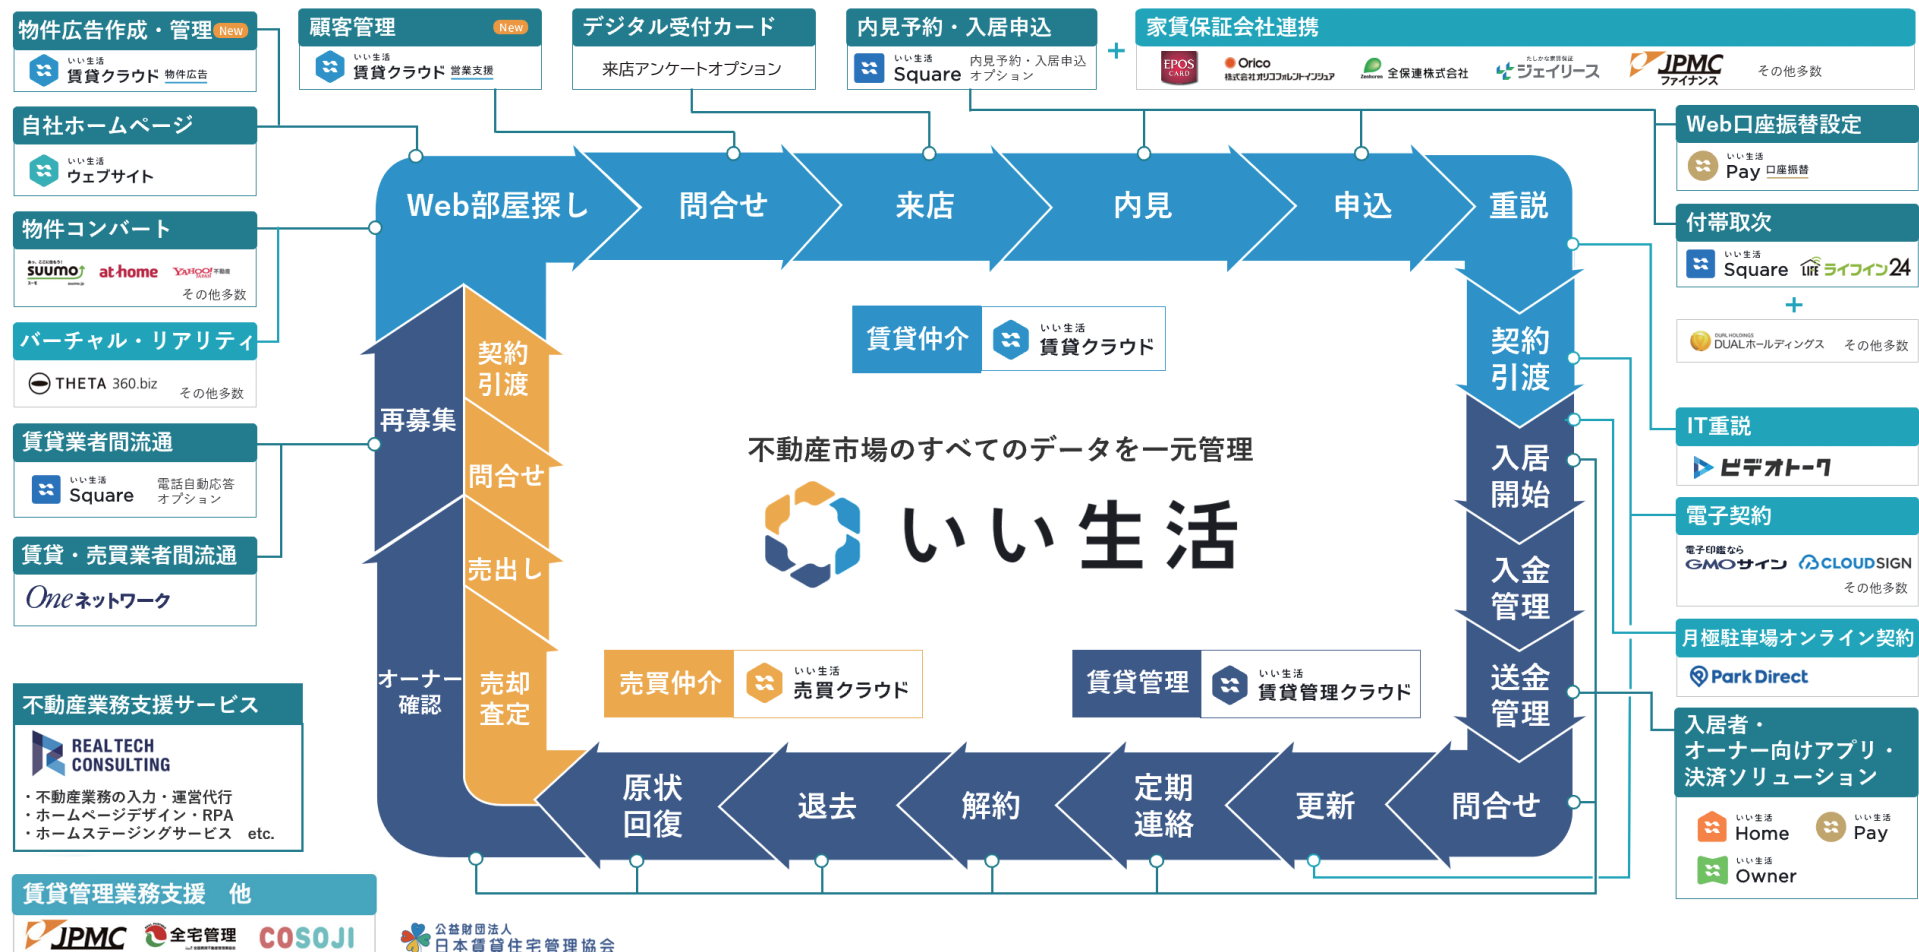 物件広告作成・管理 New
いい生活
賃貸クラウド 物件広告
顧客管理 New
いい生活
賃貸クラウド 営業支援
デジタル受付カード
来店アンケートオプション
内見予約・入居申込
いい生活
Square
内見予約・入居申込
オプション
+
家賃保証会社連携
EPOS
CARD
Orico
株式会社オリコフォレントインシュア
全保連株式会社
たしかな家賃保証
ジェイリース
JPMC
ファイナンス
その他多数
自社ホームページ
いい生活
ウェブサイト
物件コンバート
SUUMO
at home
YAHOO!不動産
JAPAN
その他多数
バーチャル・リアリティ
THETA 360.biz
その他多数
賃貸業者間流通
いい生活
Square
電話自動応答
オプション
賃貸・売買業者間流通
Oneネットワーク
不動産業務支援サービス
REALTECH
CONSULTING
・不動産業務の入力・運営代行
・ホームページデザイン・RPA
・ホームステージングサービス etc.
賃貸管理業務支援 他
JPMC
全宅管理
COSOJI
公益財団法人
日本賃貸住宅管理協会
Web部屋探し
問合せ
来店
内見
申込
重説
契約
引渡
入居
開始
入金
管理
送金
管理
問合せ
更新
定期
連絡
解約
退去
原状
回復
オーナー
確認
再募集
売却
査定
売出し
問合せ
契約
引渡
賃貸仲介
いい生活
賃貸クラウド
不動産市場のすべてのデータを一元管理
いい生活
売買仲介
いい生活
売買クラウド
賃貸管理
いい生活
賃貸管理クラウド
Web口座振替設定
いい生活
Pay 口座振替
付帯取次
いい生活
Square
LIFE ライフイン24
+
DUAL HOLDINGS
DUALホールディングス
その他多数
IT重説
ビデオトーク
電子契約
電子印鑑なら
GMOサイン
CLOUDSIGN
その他多数
月極駐車場オンライン契約
Park Direct
入居者・
オーナー向けアプリ・
決済ソリューション
いい生活
Home
いい生活
Pay
いい生活
Owner